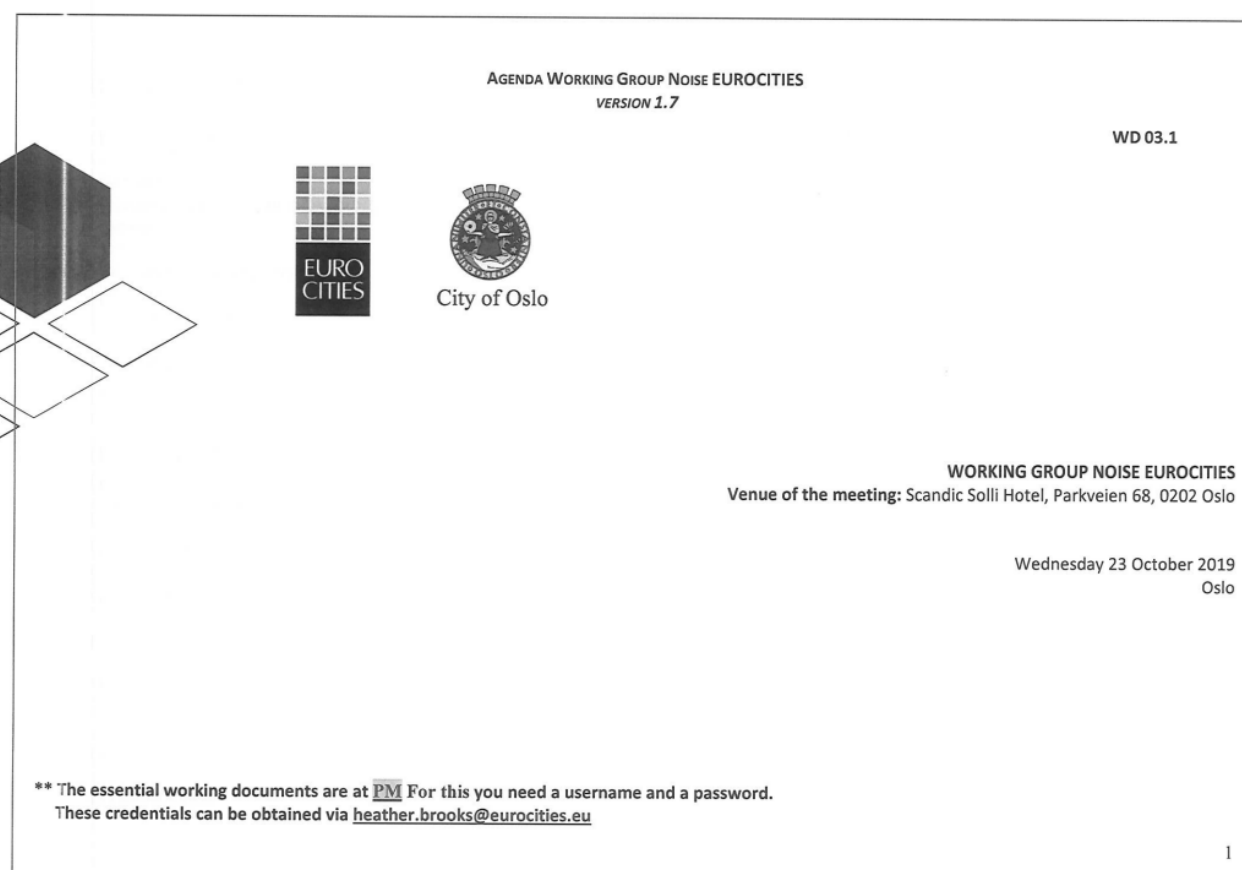 AGENDA WORKING GROUP NOISE EUROCITIES
VERSION 1.7
WD 03.1
EURO
CITIES
City of Oslo
WORKING GROUP NOISE EUROCITIES
Venue of the meeting: Scandic Solli Hotel, Parkveien 68, 0202 Oslo
Wednesday 23 October 2019
Oslo
** The essential working documents are at PM For this you need a username and a password.
These credentials can be obtained via heather.brooks@eurocities.eu
1